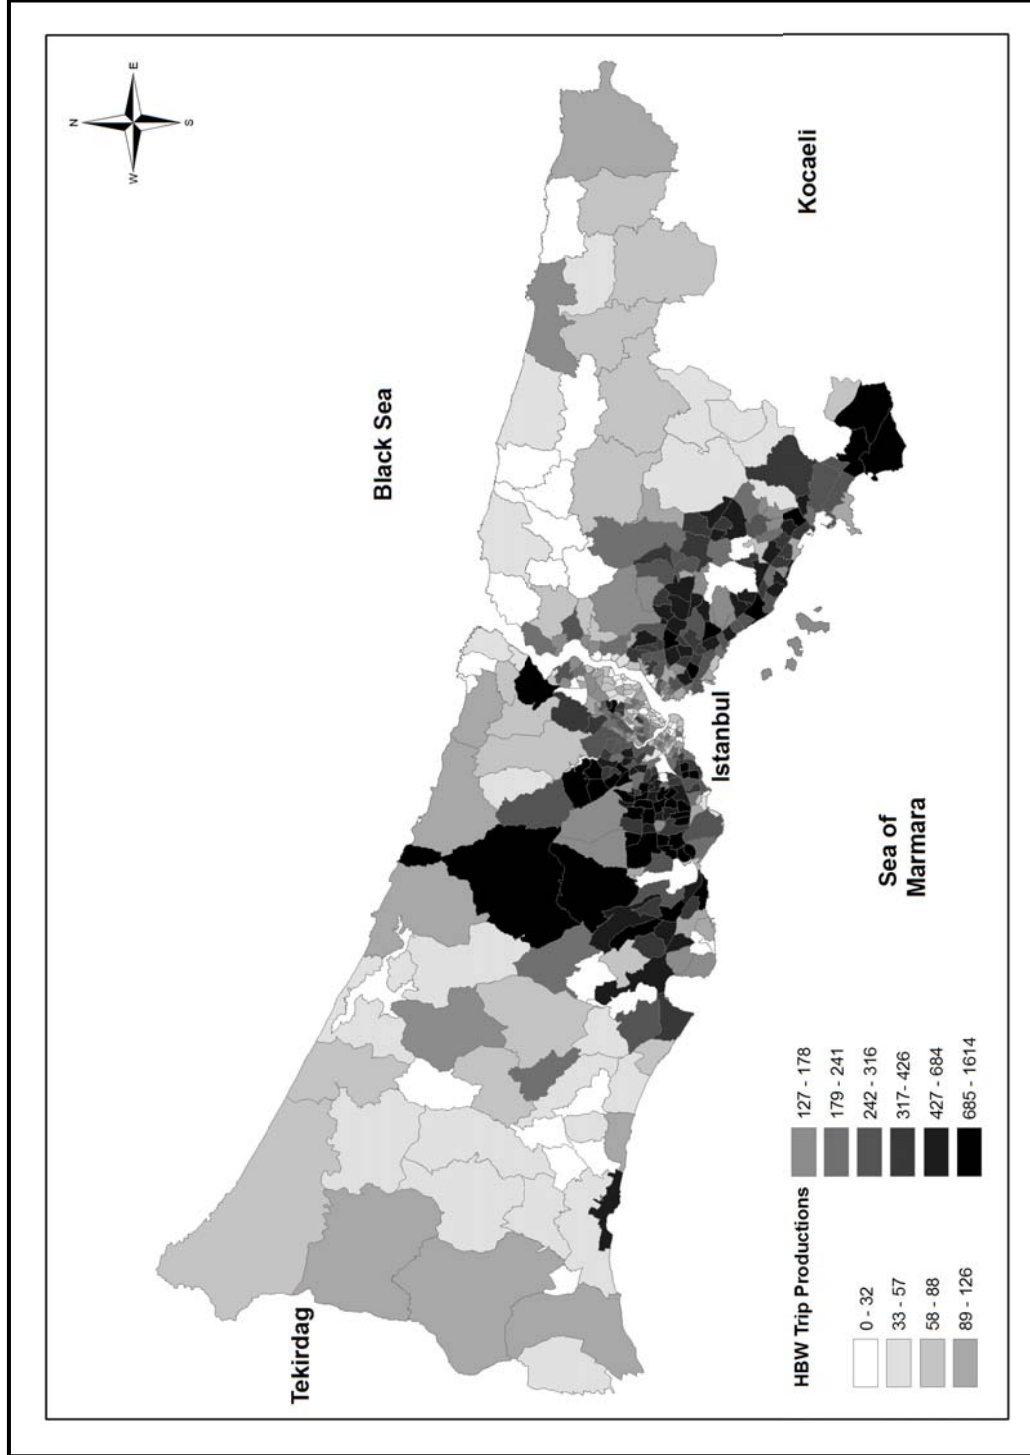 N
E
W
S
Black Sea
Kocaeli
Tekirdag
Istanbul
Sea of
Marmara
HBW Trip Productions
0 - 32
33 - 57
58 - 88
89 - 126
127 - 178
179 - 241
242 - 316
317 - 426
427 - 684
685 - 1614